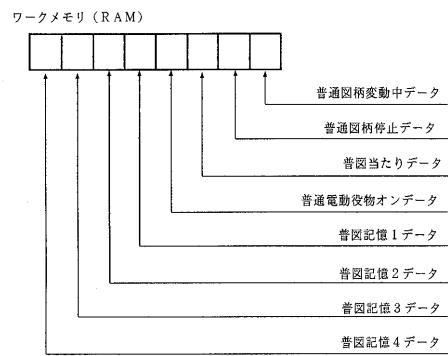 ワークメモリ（RAM）
普通図柄変動中データ
普通図柄停止データ
普図当たりデータ
普通電動役物オンデータ
普図記憶１データ
普図記憶２データ
普図記憶３データ
普図記憶４データ